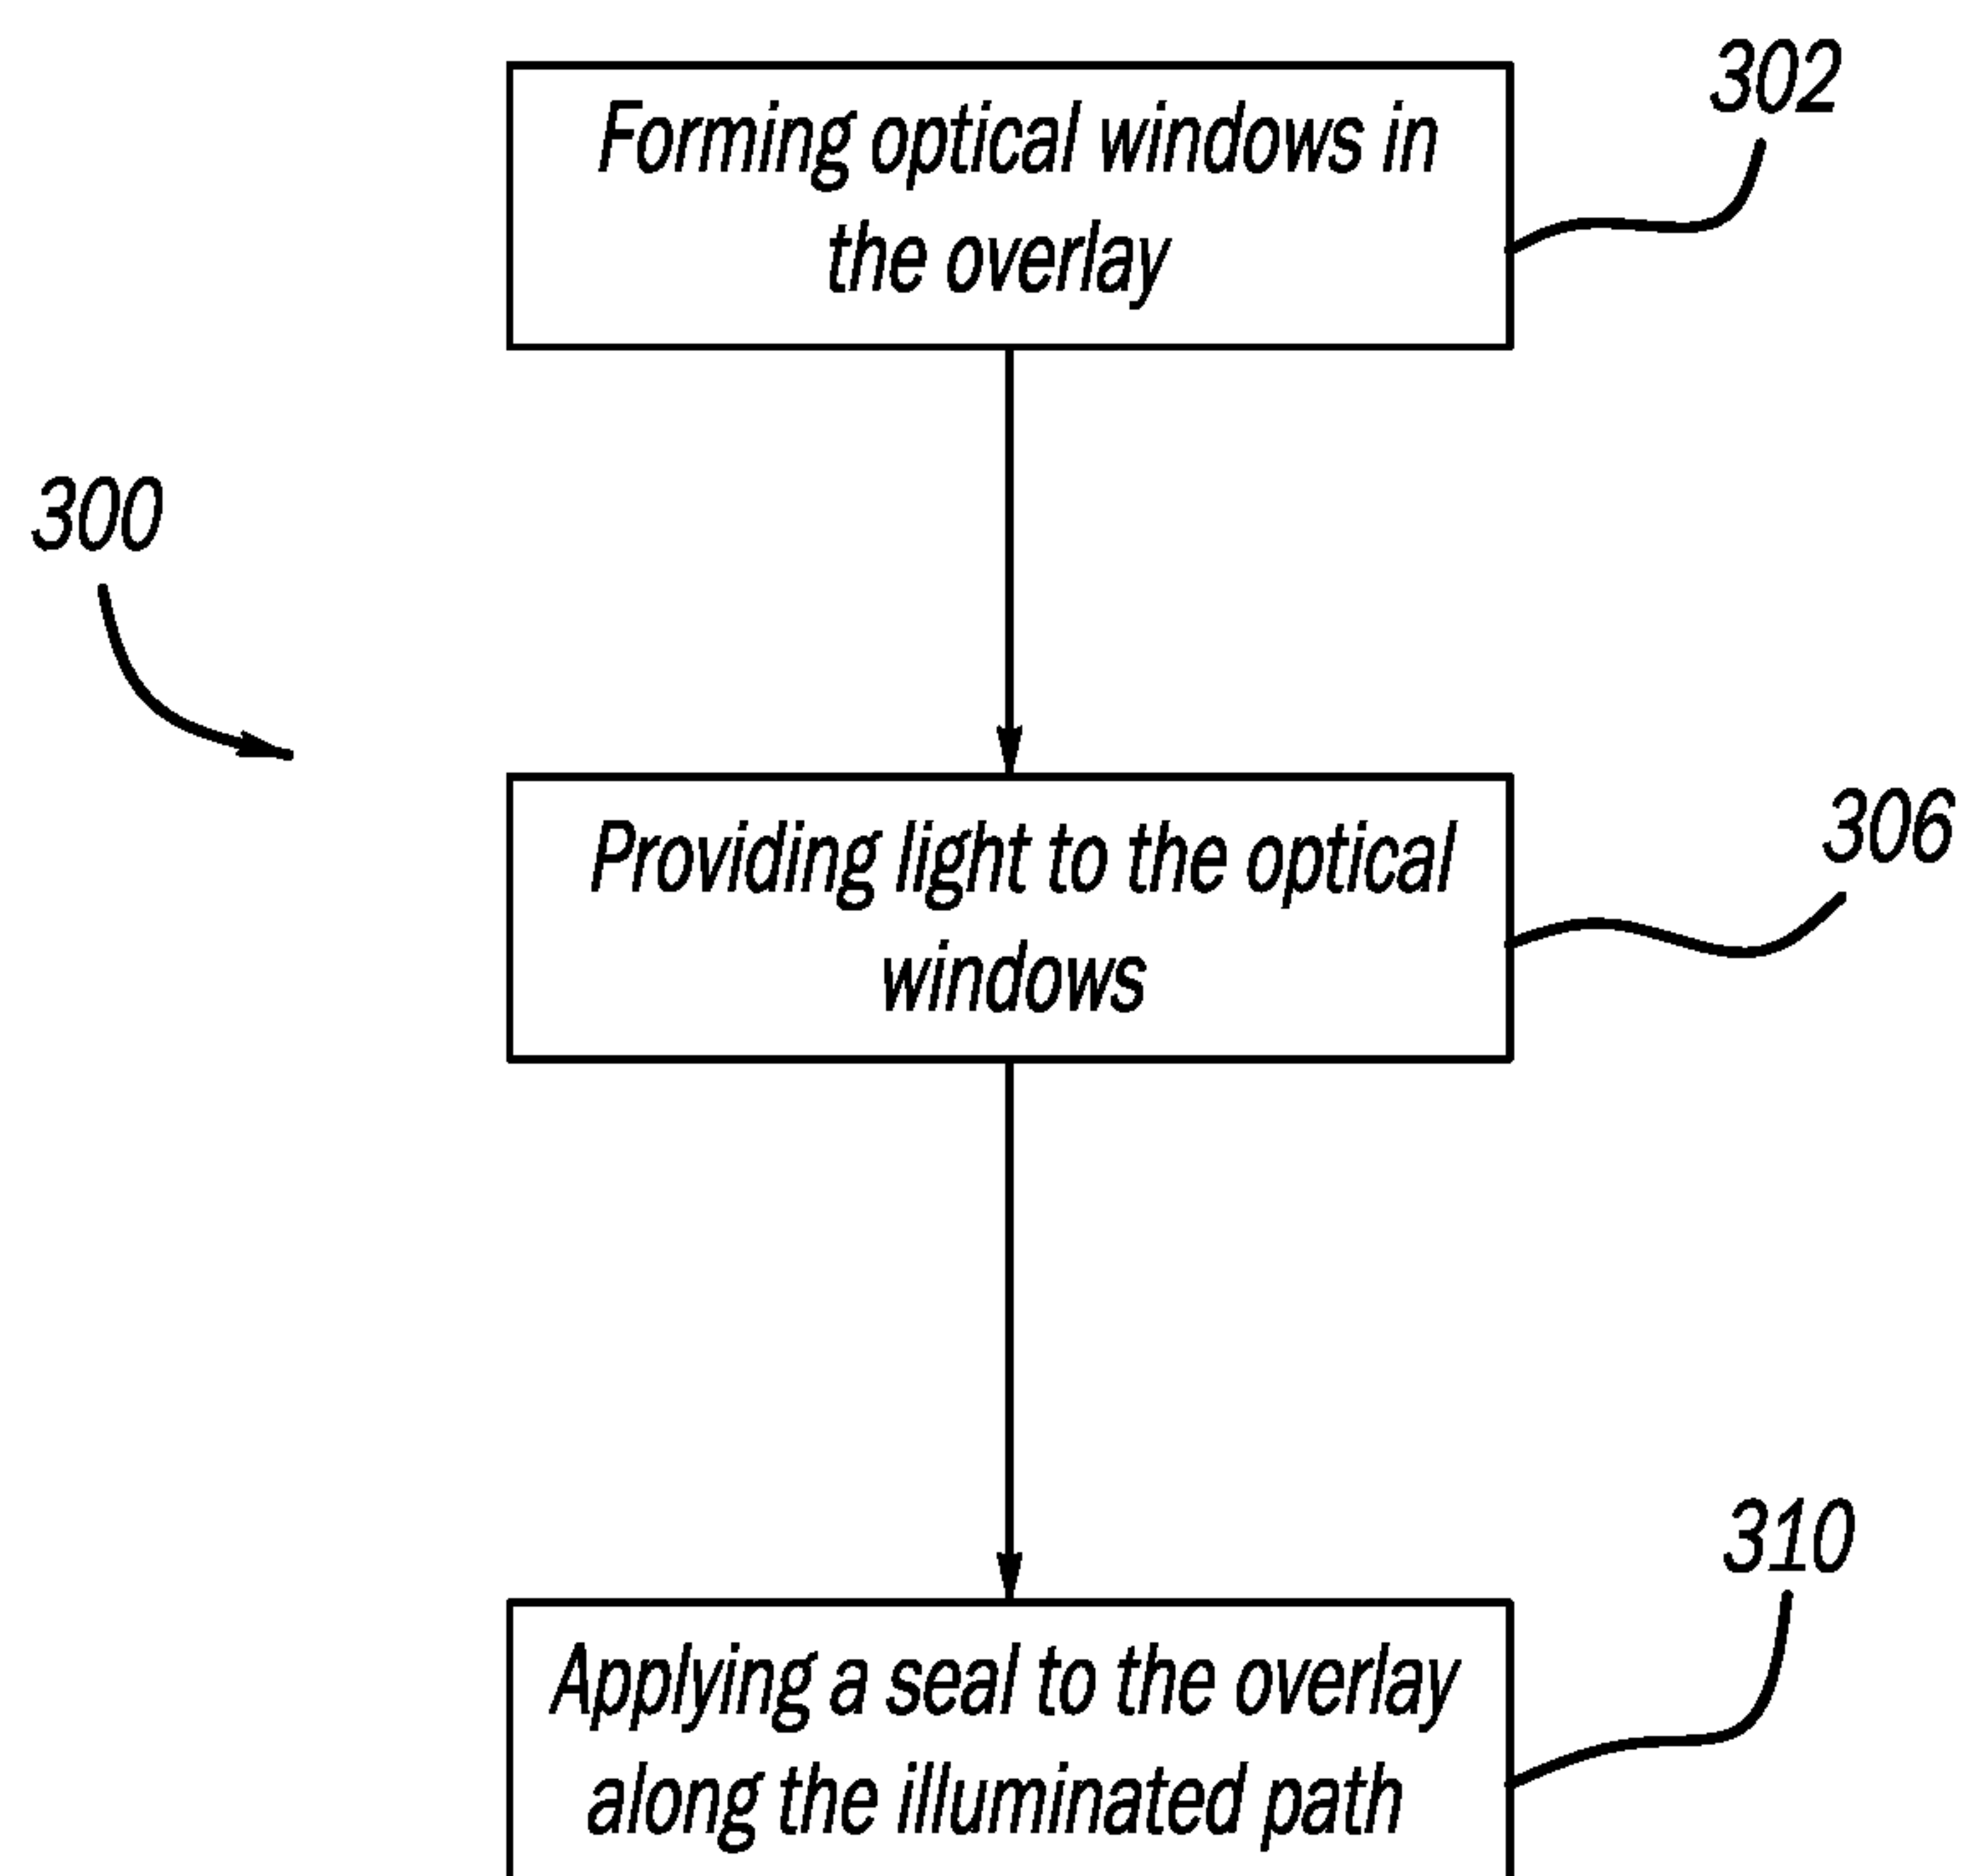 302
Forming optical windows in
the overlay
300
306
Providing light to the optical
windows
310
Applying a seal to the overlay
along the illuminated path